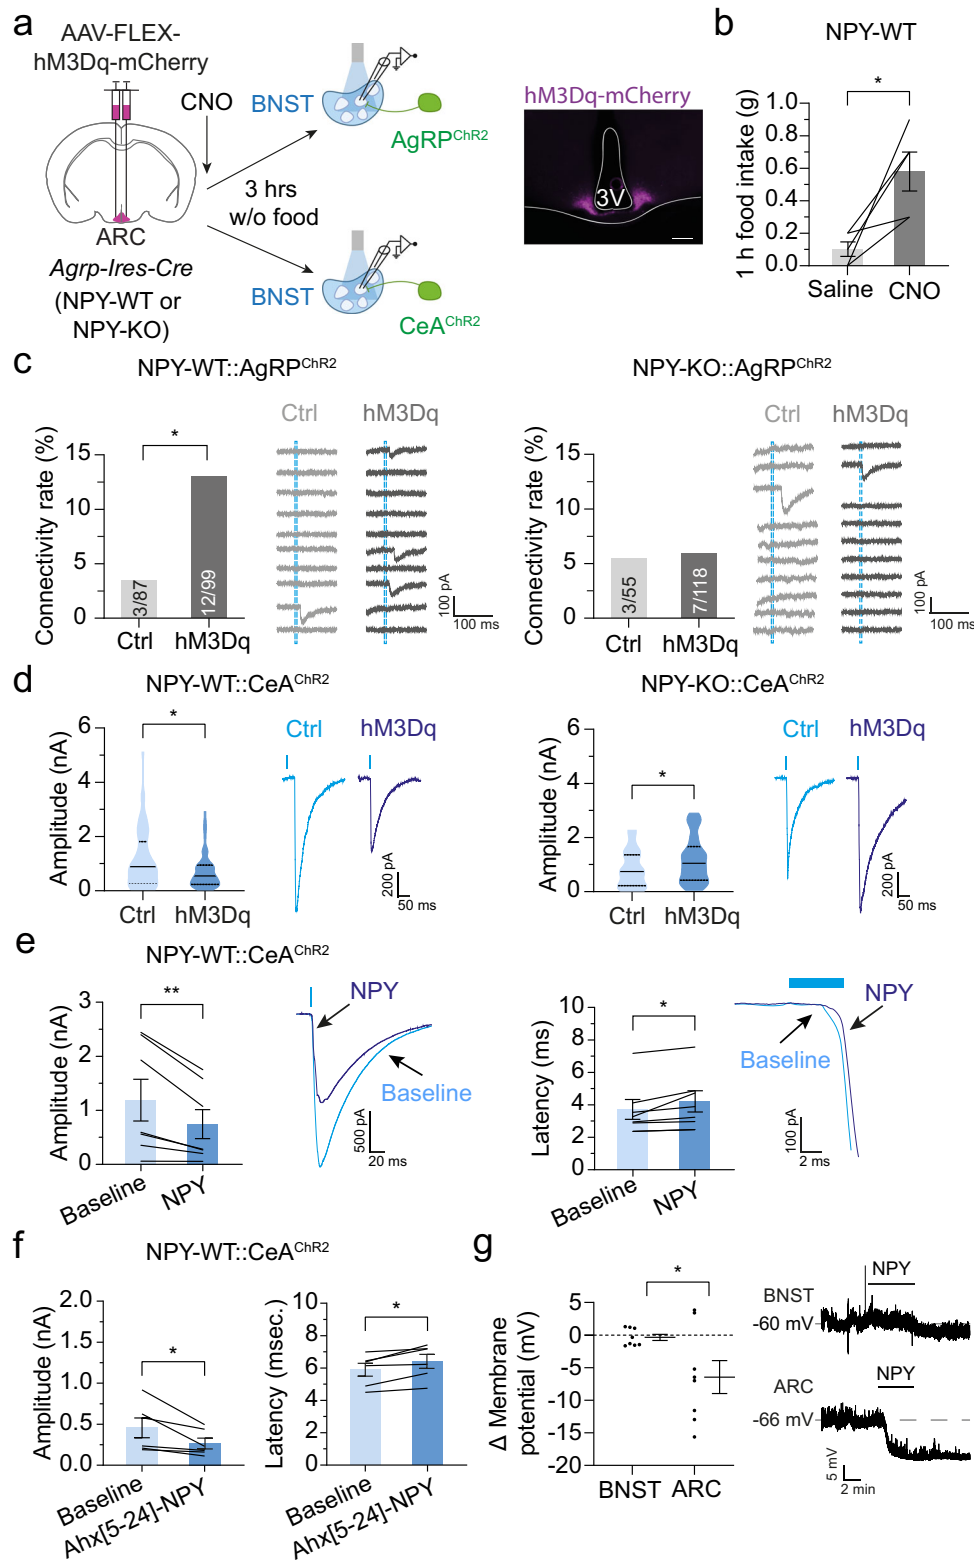 a
AAV-FLEX-
hM3Dq-mCherry
CNO
BNST
AgRP^ChR2
3 hrs
w/o food
ARC
Agrp-Ires-Cre
(NPY-WT or
NPY-KO)
BNST
CeA^ChR2
hM3Dq-mCherry
3V
b
NPY-WT
*
1 h food intake (g)
1.0
0.8
0.6
0.4
0.2
0.0
Saline
CNO
c
NPY-WT::AgRP^ChR2
Connectivity rate (%)
15
10
5
0
*
3/87
12/99
Ctrl
hM3Dq
Ctrl
hM3Dq
100 pA
100 ms
NPY-KO::AgRP^ChR2
Connectivity rate (%)
15
10
5
0
3/55
7/118
Ctrl
hM3Dq
Ctrl
hM3Dq
100 pA
100 ms
d
NPY-WT::CeA^ChR2
Amplitude (nA)
6
4
2
0
*
Ctrl
hM3Dq
Ctrl
hM3Dq
200 pA
50 ms
NPY-KO::CeA^ChR2
Amplitude (nA)
6
4
2
0
*
Ctrl
hM3Dq
Ctrl
hM3Dq
200 pA
50 ms
e
NPY-WT::CeA^ChR2
Amplitude (nA)
3
2
1
0
**
Baseline
NPY
NPY
Baseline
500 pA
20 ms
Latency (ms)
10
8
6
4
2
0
*
Baseline
NPY
NPY
Baseline
100 pA
2 ms
f
NPY-WT::CeA^ChR2
Amplitude (nA)
2.0
1.5
1.0
0.5
0.0
*
Baseline
Ahx[5-24]-NPY
Latency (msec.)
10
8
6
4
2
0
*
Baseline
Ahx[5-24]-NPY
g
Δ Membrane
potential (mV)
5
0
-5
-10
-15
-20
*
BNST
ARC
NPY
BNST
-60 mV
NPY
ARC
-66 mV
5 mV
2 min